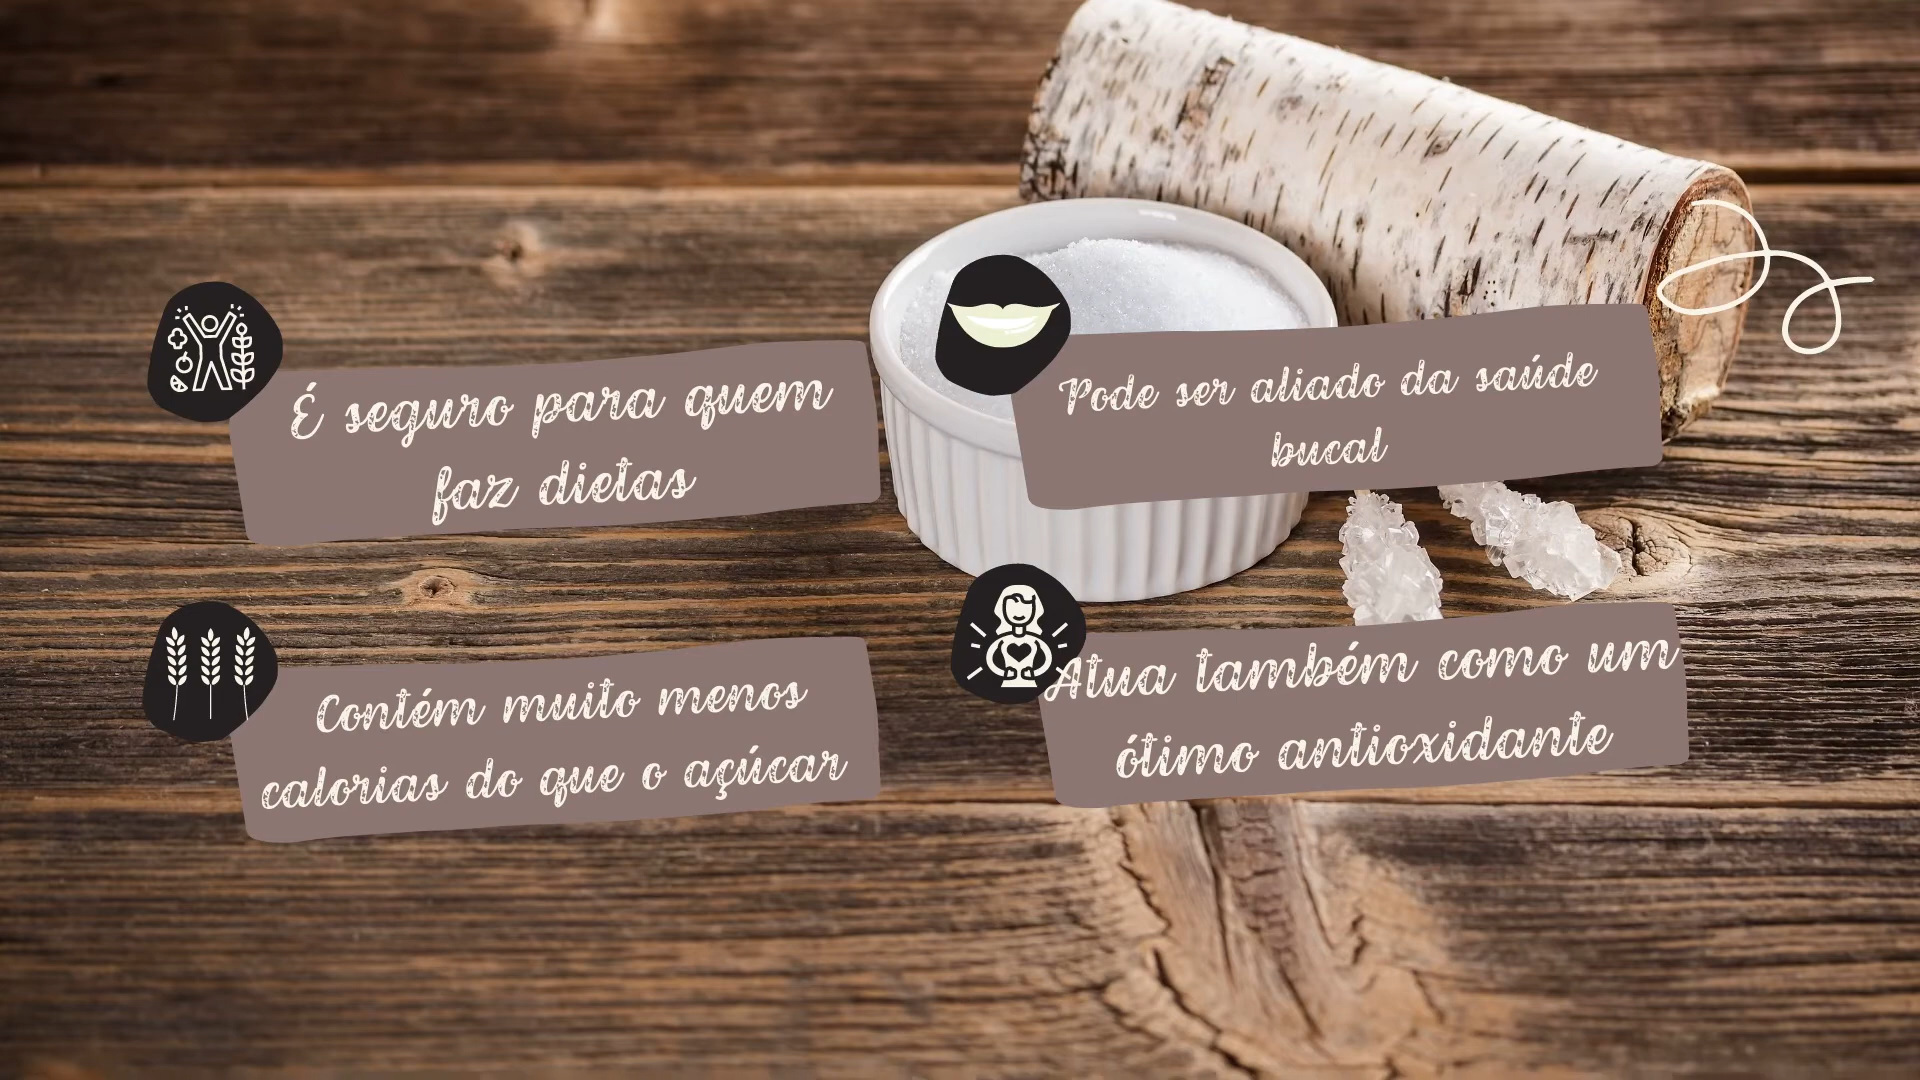 É seguro para quem
faz dietas
Pode ser aliado da saúde
bucal
Contém muito menos
calorias do que o açúcar
Atua também como um
ótimo antioxidante